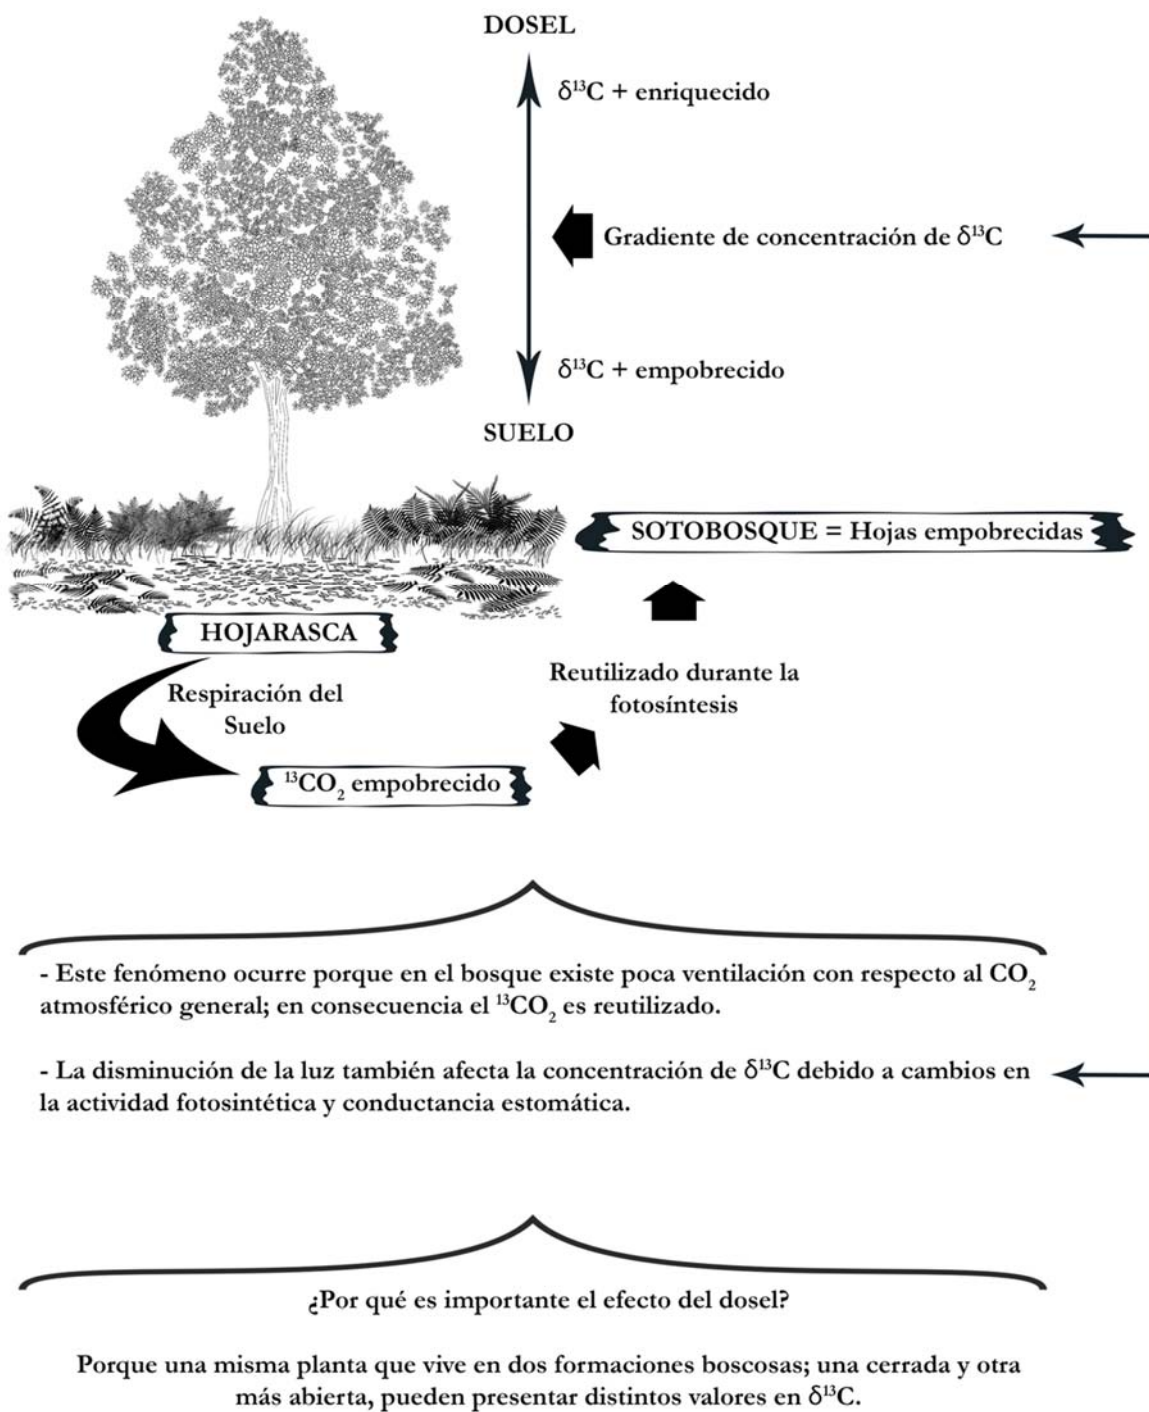 DOSEL
δ¹³C + enriquecido
Gradiente de concentración de δ¹³C
δ¹³C + empobrecido
SUELO
SOTOBOSQUE = Hojas empobrecidas
HOJARASCA
Respiración del
Suelo
Reutilizado durante la
fotosíntesis
¹³CO₂ empobrecido
- Este fenómeno ocurre porque en el bosque existe poca ventilación con respecto al CO₂
atmosférico general; en consecuencia el ¹³CO₂ es reutilizado.
- La disminución de la luz también afecta la concentración de δ¹³C debido a cambios en
la actividad fotosintética y conductancia estomática.
¿Por qué es importante el efecto del dosel?
Porque una misma planta que vive en dos formaciones boscosas; una cerrada y otra
más abierta, pueden presentar distintos valores en δ¹³C.